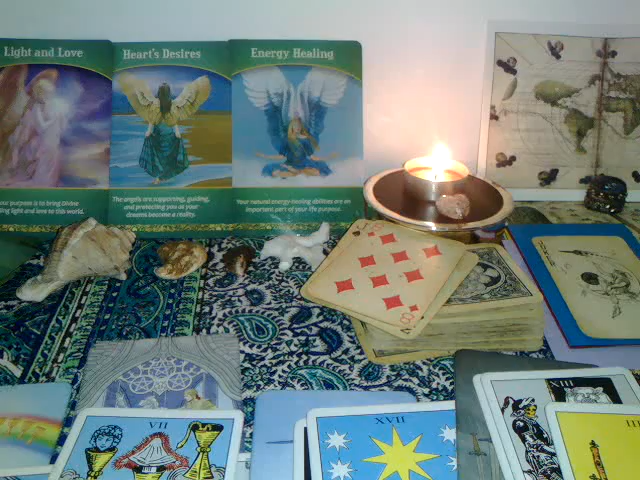 Light and Love
Heart's Desires
Energy Healing
purpose is to bring Divine
light and love to this world.
The angels are supporting, guiding,
and protecting you as your
dreams become a reality.
Your natural energy-healing abilities are an
important part of your life purpose.
VII
XVII
XIII